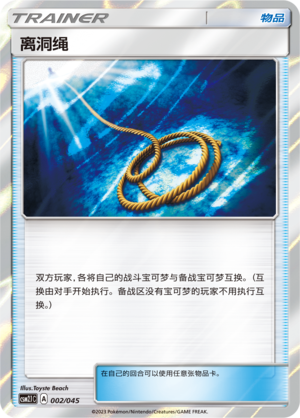 TRAINER 物品
离洞绳
双方玩家，各将自己的战斗宝可梦与备战宝可梦互换。（互
换由对手开始执行。备战区没有宝可梦的玩家不用执行互
换。）
在自己的回合可以使用任意张物品卡。
Illus.Toyste Beach
A 002/045
©2023 Pokémon/Nintendo/Creatures/GAME FREAK.